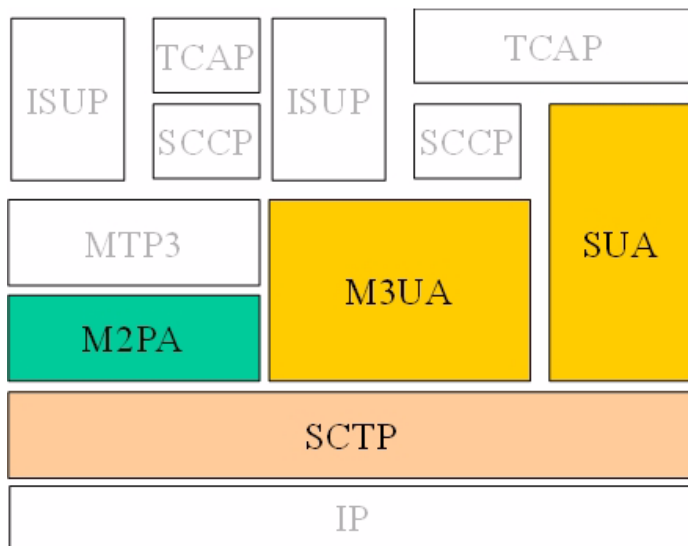 ISUP
TCAP
ISUP
TCAP
SCCP
SCCP
MTP3
M3UA
SUA
M2PA
SCTP
IP